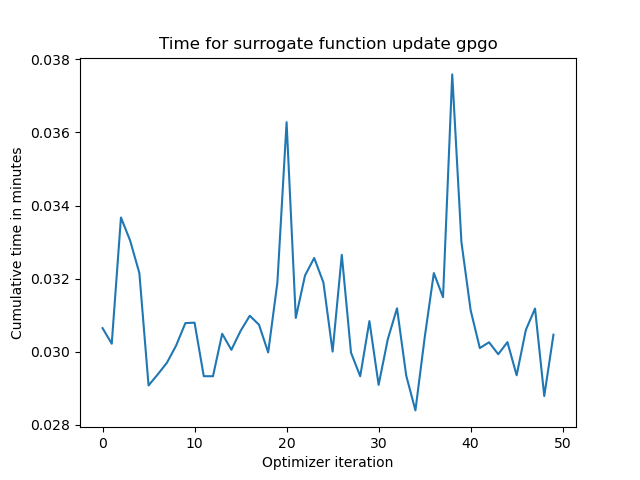 Time for surrogate function update gpgo
Cumulative time in minutes
0.038
0.036
0.034
0.032
0.030
0.028
0 10 20 30 40 50
Optimizer iteration